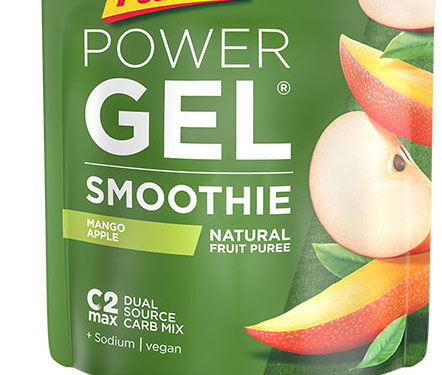 POWER
GEL®
SMOOTHIE
MANGO
APPLE
NATURAL
FRUIT PUREE
C2
max
DUAL
SOURCE
CARB MIX
+ Sodium | vegan